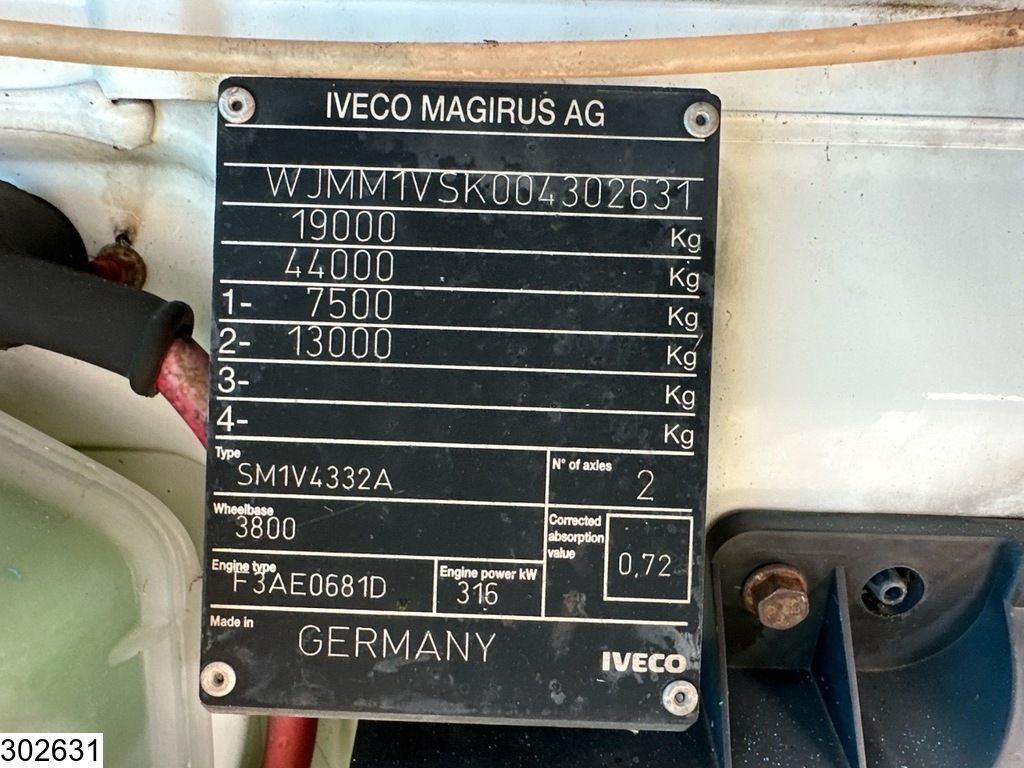 IVECO MAGIRUS AG
WJMM1VSK004302631
19000 Kg
44000 Kg
1- 7500 Kg
2- 13000 Kg
3- Kg
4- Kg
Type
SM1V4332A
N° of axles
2
Wheelbase
3800
Corrected
absorption
value
0,72
Engine type
F3AE0681D
Engine power kW
316
Made in
GERMANY
IVECO
302631